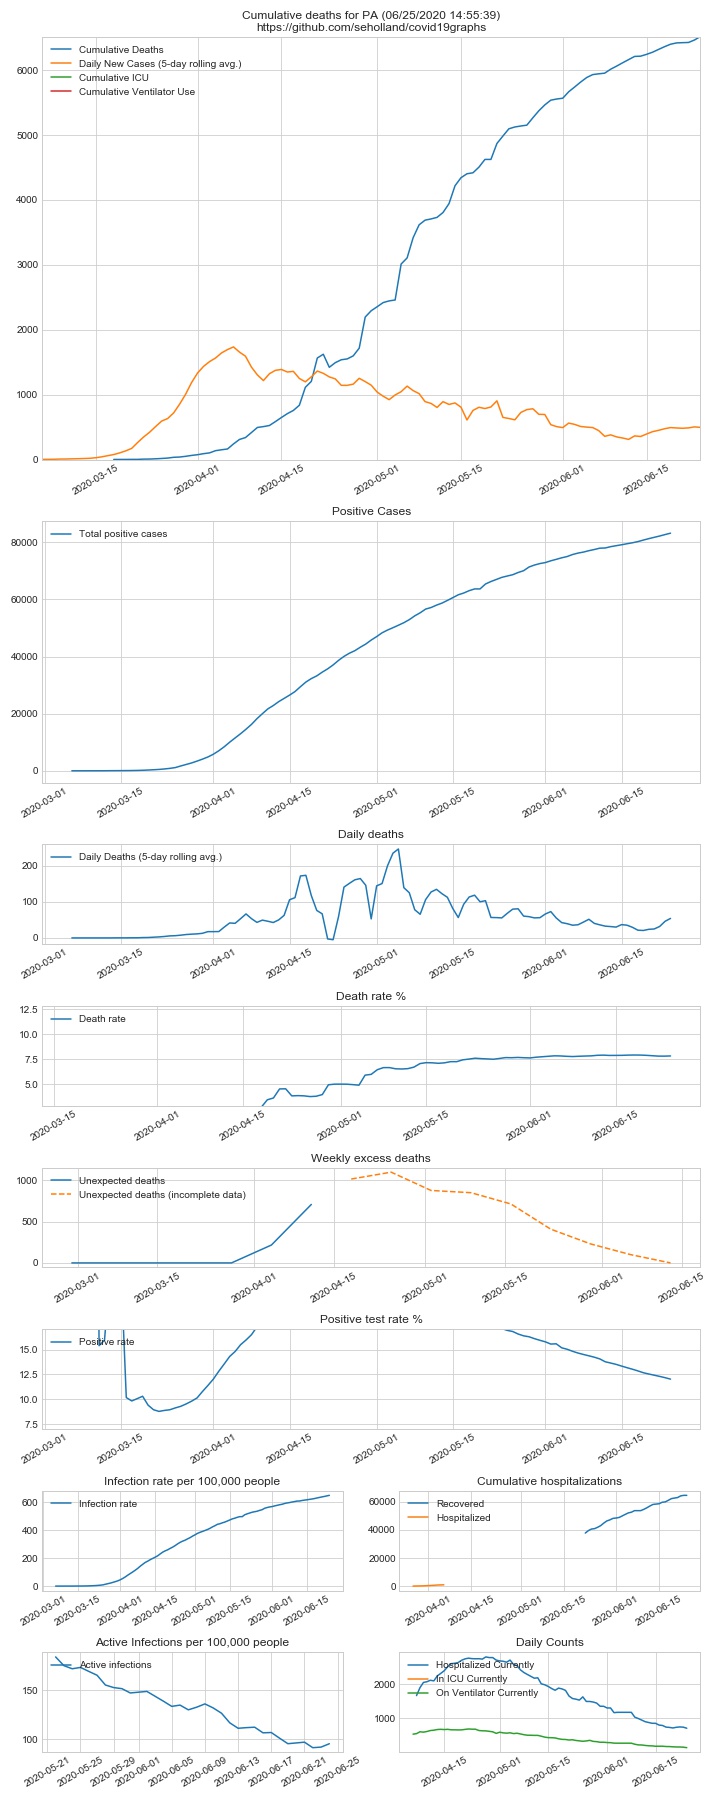 Cumulative deaths for PA (06/25/2020 14:55:39)
https://github.com/seholland/covid19graphs
Cumulative Deaths
Daily New Cases (5-day rolling avg.)
Cumulative ICU
Cumulative Ventilator Use
6000
5000
4000
3000
2000
1000
0
2020-03-15 2020-04-01 2020-04-15 2020-05-01 2020-05-15 2020-06-01 2020-06-15
Positive Cases
Total positive cases
80000
60000
40000
20000
0
2020-03-01 2020-03-15 2020-04-01 2020-04-15 2020-05-01 2020-05-15 2020-06-01 2020-06-15
Daily deaths
Daily Deaths (5-day rolling avg.)
200
100
0
2020-03-01 2020-03-15 2020-04-01 2020-04-15 2020-05-01 2020-05-15 2020-06-01 2020-06-15
Death rate %
Death rate
12.5
10.0
7.5
5.0
2020-03-15 2020-04-01 2020-04-15 2020-05-01 2020-05-15 2020-06-01 2020-06-15
Weekly excess deaths
Unexpected deaths
Unexpected deaths (incomplete data)
1000
500
0
2020-03-01 2020-03-15 2020-04-01 2020-04-15 2020-05-01 2020-05-15 2020-06-01 2020-06-15
Positive test rate %
Positive rate
15.0
12.5
10.0
7.5
2020-03-01 2020-03-15 2020-04-01 2020-04-15 2020-05-01 2020-05-15 2020-06-01 2020-06-15
Infection rate per 100,000 people
Infection rate
600
400
200
0
2020-03-01 2020-03-15 2020-04-01 2020-04-15 2020-05-01 2020-05-15 2020-06-01 2020-06-15
Cumulative hospitalizations
Recovered
Hospitalized
60000
40000
20000
0
2020-04-01 2020-04-15 2020-05-01 2020-05-15 2020-06-01 2020-06-15
Active Infections per 100,000 people
Active infections
150
100
2020-05-21 2020-05-25 2020-05-29 2020-06-01 2020-06-05 2020-06-09 2020-06-13 2020-06-17 2020-06-21 2020-06-25
Daily Counts
Hospitalized Currently
In ICU Currently
On Ventilator Currently
2000
1000
2020-04-15 2020-05-01 2020-05-15 2020-06-01 2020-06-15